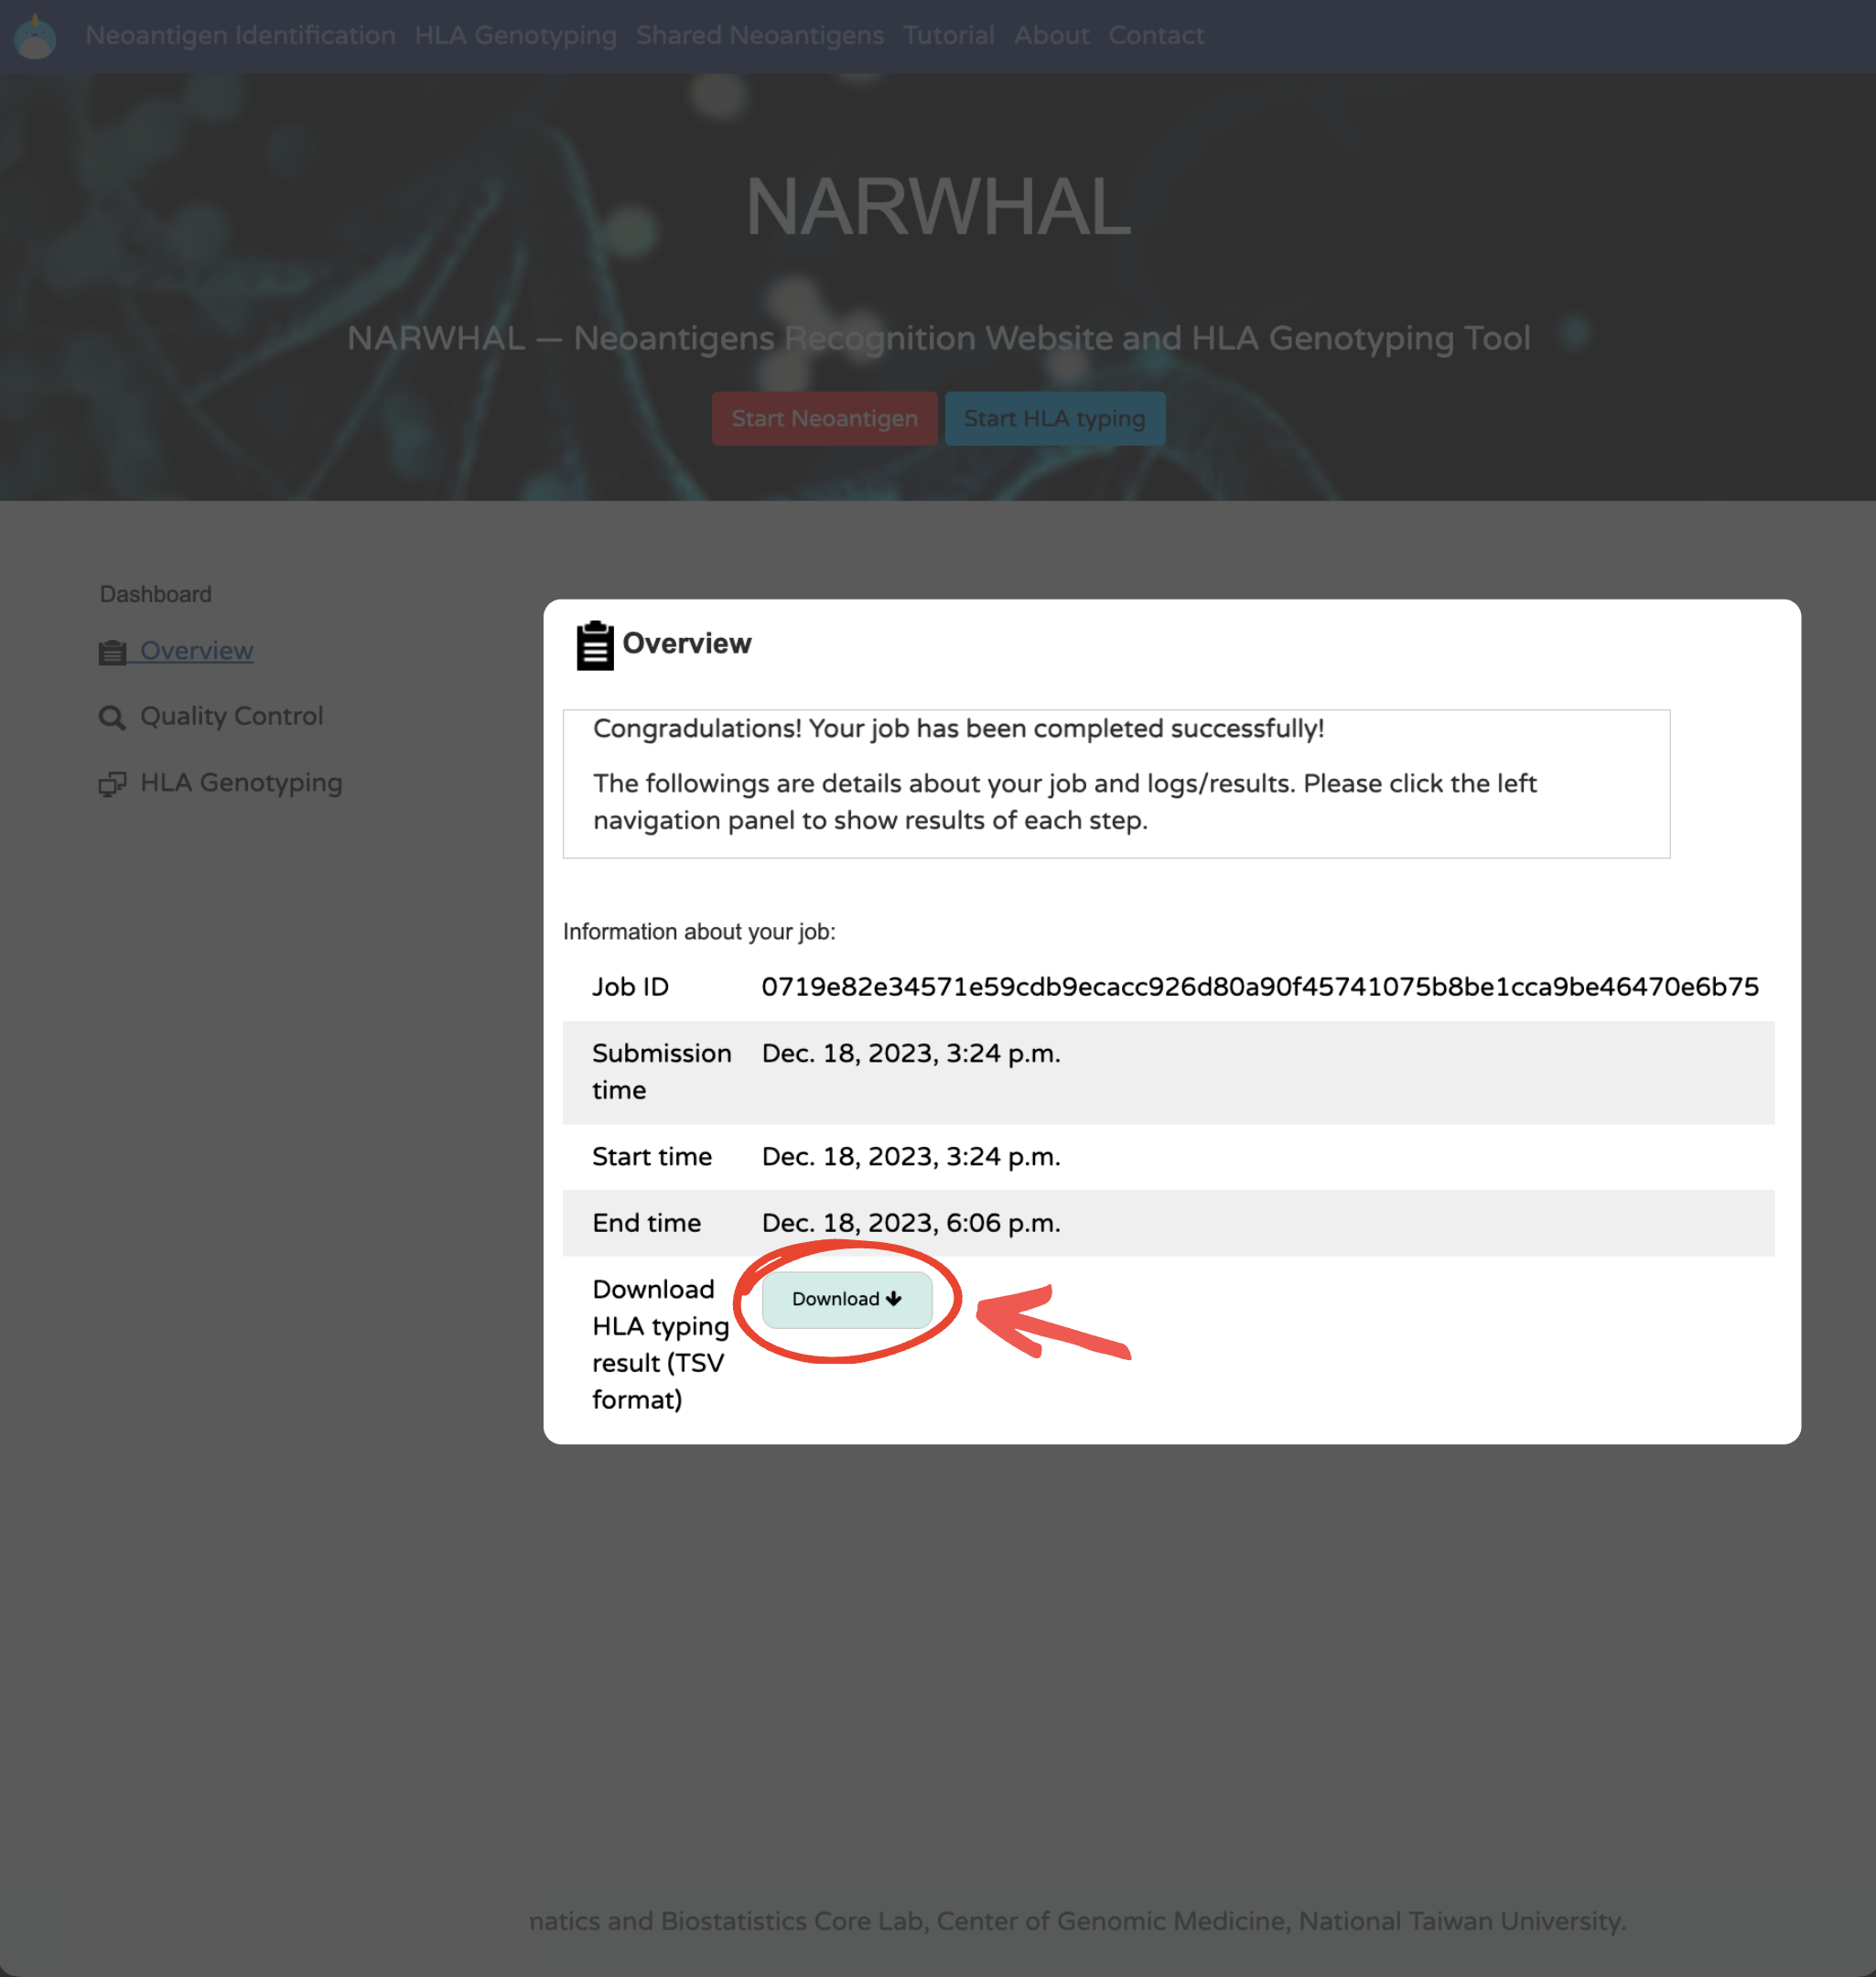 Neoantigen Identification HLA Genotyping Shared Neoantigens Tutorial About Contact
NARWHAL
NARWHAL — Neoantigens Recognition Website and HLA Genotyping Tool
Start Neoantigen Start HLA typing
Dashboard
Overview
Quality Control
HLA Genotyping
Overview
Congradulations! Your job has been completed successfully!
The followings are details about your job and logs/results. Please click the left
navigation panel to show results of each step.
Information about your job:
Job ID 0719e82e34571e59cdb9ecacc926d80a90f45741075b8be1cca9be46470e6b75
Submission Dec. 18, 2023, 3:24 p.m.
time
Start time Dec. 18, 2023, 3:24 p.m.
End time Dec. 18, 2023, 6:06 p.m.
Download Download
HLA typing
result (TSV
format)
and Biostatistics Core Lab, Center of Genomic Medicine, National Taiwan University.